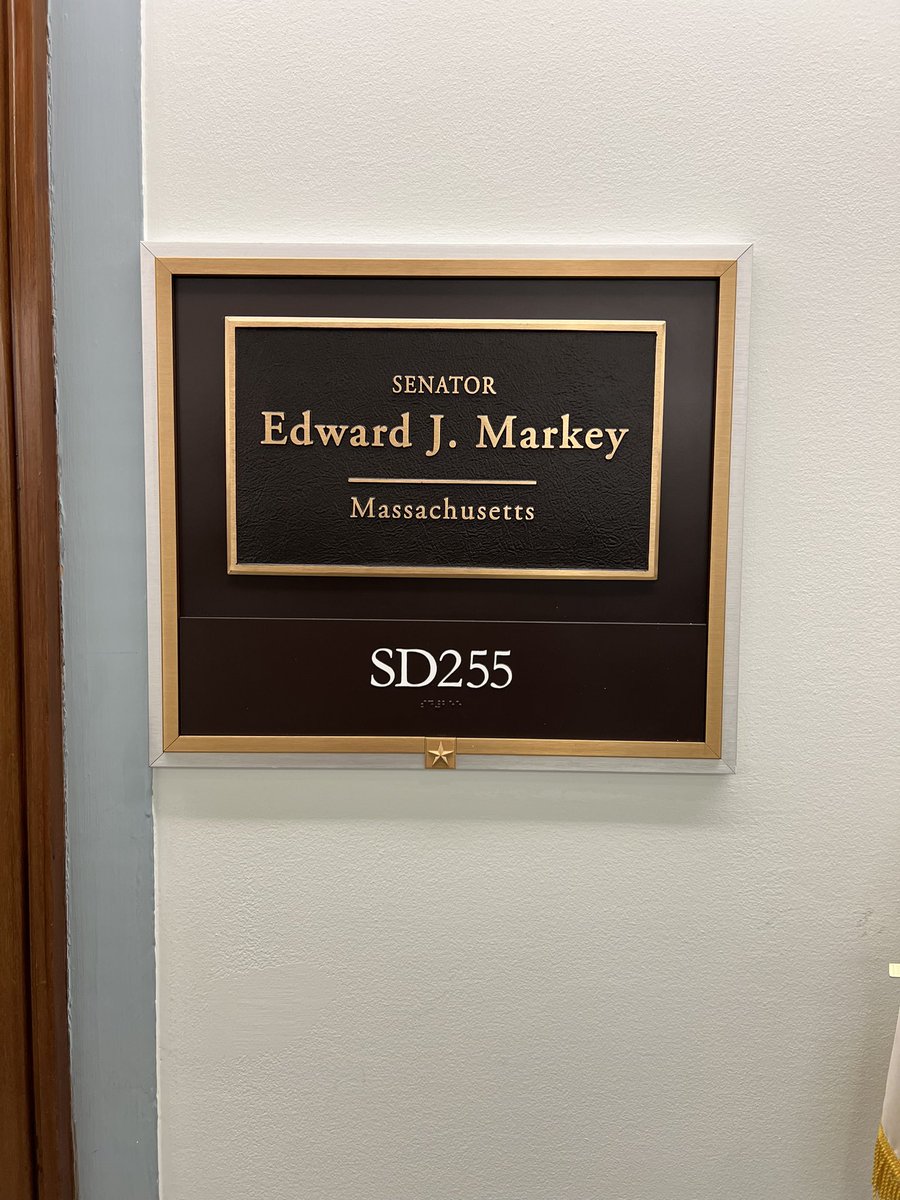 SENATOR
Edward J. Markey
Massachusetts
SD255